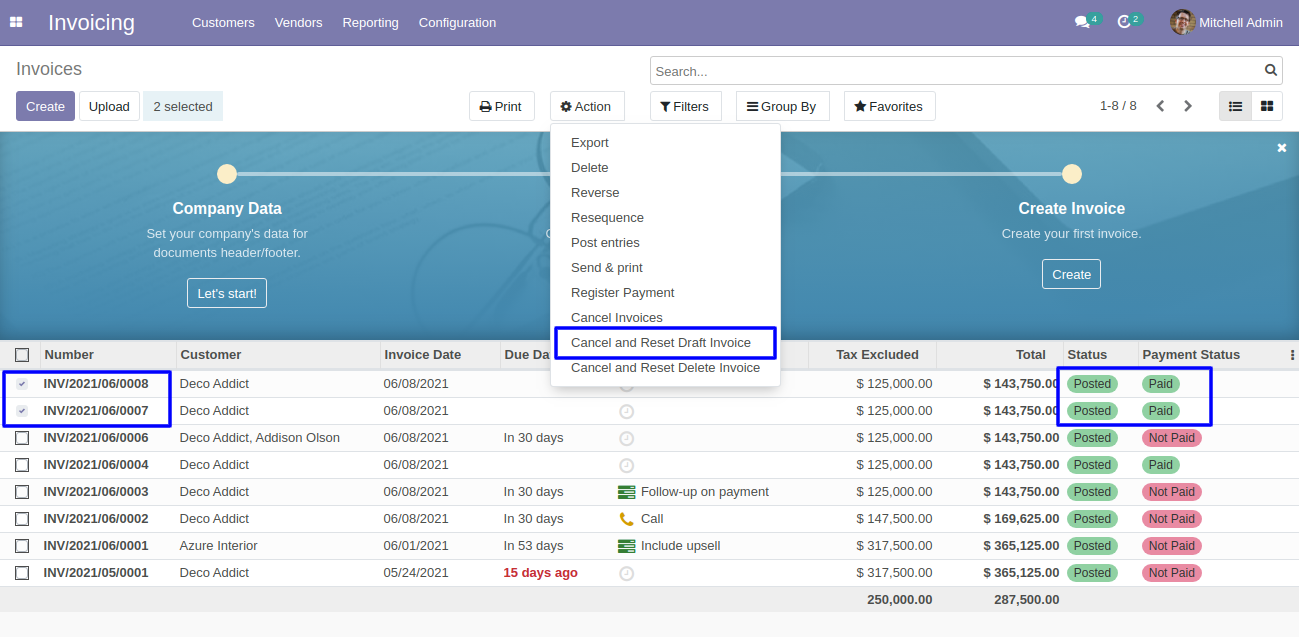 Invoicing Customers Vendors Reporting Configuration 4 2 Mitchell Admin
Invoices
Search...
Create Upload 2 selected Print Action Filters Group By Favorites 1-8 / 8
Export
Delete
Reverse
Resequence
Post entries
Send & print
Register Payment
Cancel Invoices
Cancel and Reset Draft Invoice
Cancel and Reset Delete Invoice
Company Data
Set your company's data for
documents header/footer.
Let's start!
Create Invoice
Create your first invoice.
Create
Number Customer Invoice Date Due Tax Excluded Total Status Payment Status
INV/2021/06/0008 Deco Addict 06/08/2021 $ 125,000.00 $ 143,750.00 Posted Paid
INV/2021/06/0007 Deco Addict 06/08/2021 $ 125,000.00 $ 143,750.00 Posted Paid
INV/2021/06/0006 Deco Addict, Addison Olson 06/08/2021 In 30 days $ 125,000.00 $ 143,750.00 Posted Not Paid
INV/2021/06/0004 Deco Addict 06/08/2021 $ 125,000.00 $ 143,750.00 Posted Paid
INV/2021/06/0003 Deco Addict 06/08/2021 In 30 days Follow-up on payment $ 125,000.00 $ 143,750.00 Posted Not Paid
INV/2021/06/0002 Deco Addict 06/08/2021 In 30 days Call $ 147,500.00 $ 169,625.00 Posted Not Paid
INV/2021/06/0001 Azure Interior 06/01/2021 In 53 days Include upsell $ 317,500.00 $ 365,125.00 Posted Not Paid
INV/2021/05/0001 Deco Addict 05/24/2021 15 days ago $ 317,500.00 $ 365,125.00 Posted Not Paid
250,000.00 287,500.00